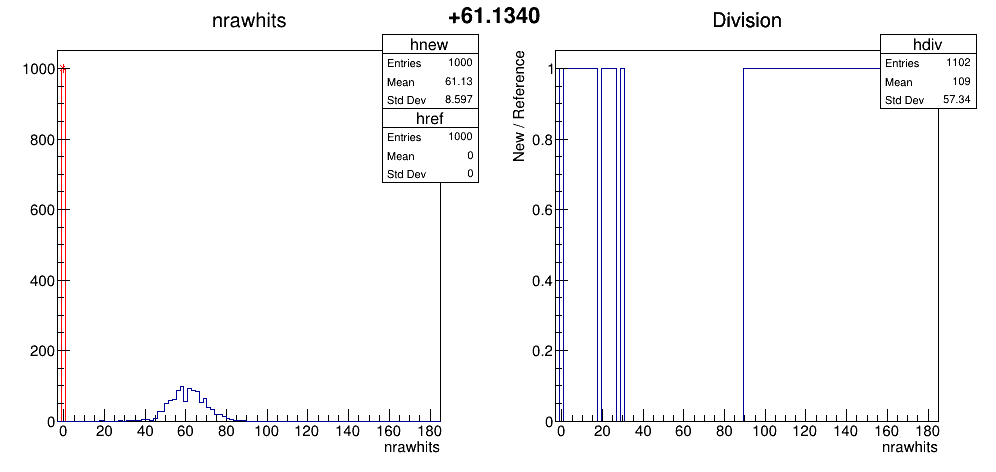 +61.1340
nrawhits
hnew
Entries 1000
Mean 61.13
Std Dev 8.597
href
Entries 1000
Mean 0
Std Dev 0
1000
800
600
400
200
0
0 20 40 60 80 100 120 140 160 180
nrawhits
Division
hdiv
Entries 1102
Mean 109
Std Dev 57.34
New / Reference
1
0.8
0.6
0.4
0.2
0
0 20 40 60 80 100 120 140 160 180
nrawhits